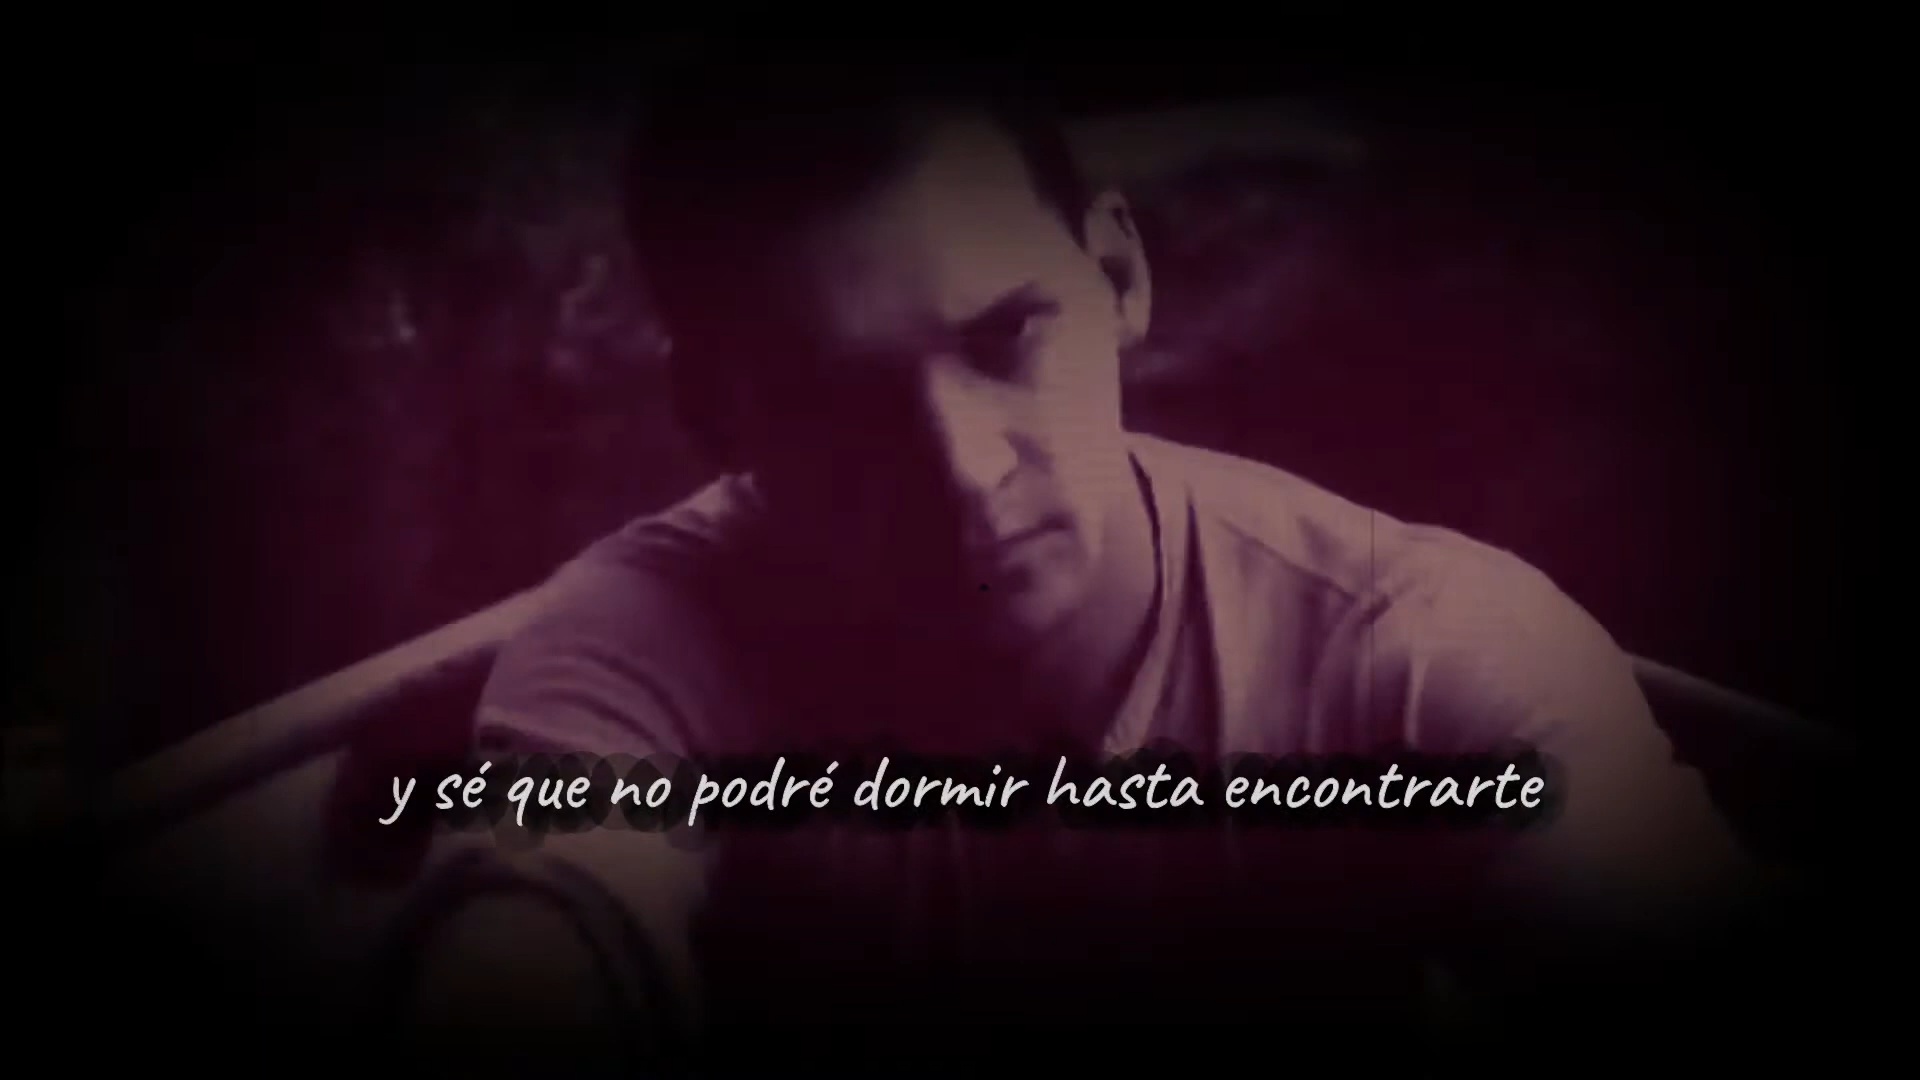 y sé que no podré dormir hasta encontrarte